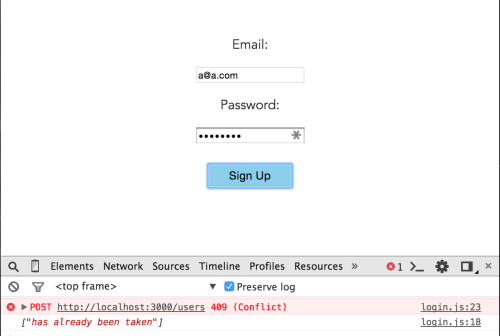 Email:
a@a.com
Password:
••••••••
Sign Up
Elements Network Sources Timeline Profiles Resources » 1
<top frame> ▼ Preserve log
▶POST http://localhost:3000/users 409 (Conflict) login.js:23
["has already been taken"] login.js:18